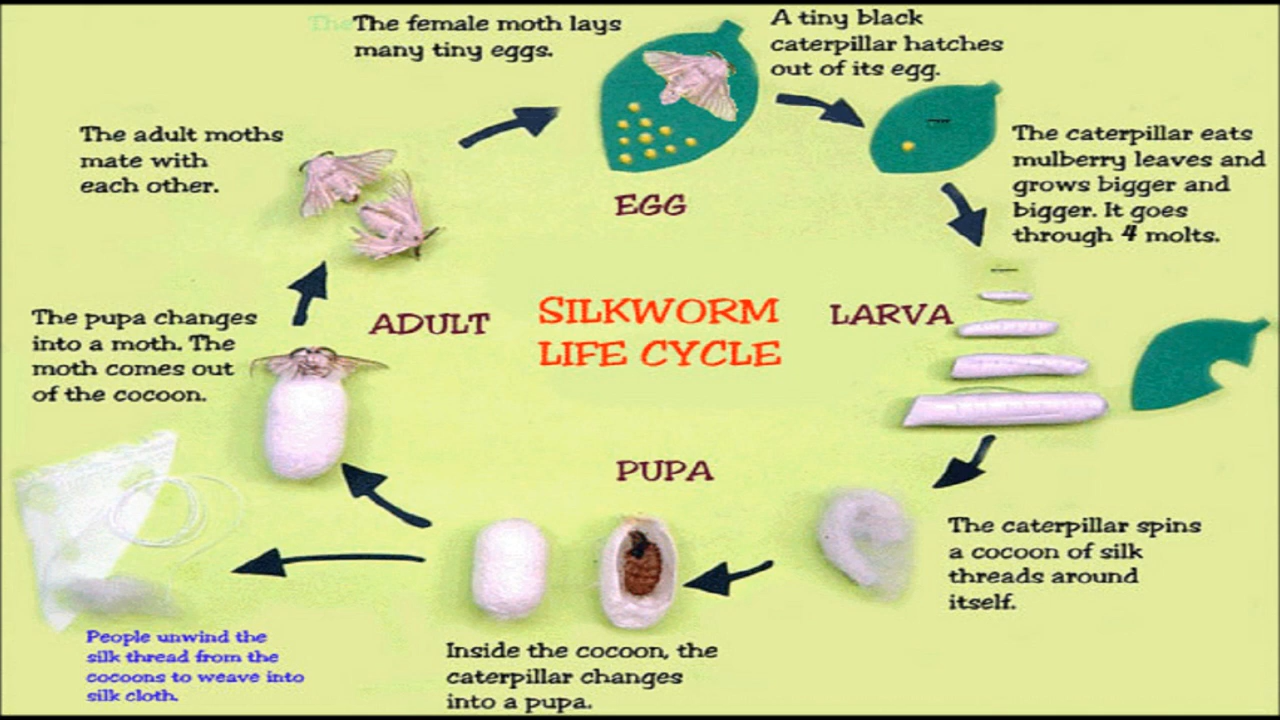 The The female moth lays
many tiny eggs.
A tiny black
caterpillar hatches
out of its egg.
The caterpillar eats
mulberry leaves and
grows bigger and
bigger. It goes
through 4 molts.
The adult moths
mate with
each other.
EGG
The pupa changes
into a moth. The
moth comes out
of the cocoon.
ADULT
SILKWORM
LIFE CYCLE
LARVA
PUPA
The caterpillar spins
a cocoon of silk
threads around
itself.
People unwind the
silk thread from the
cocoons to weave into
silk cloth.
Inside the cocoon, the
caterpillar changes
into a pupa.